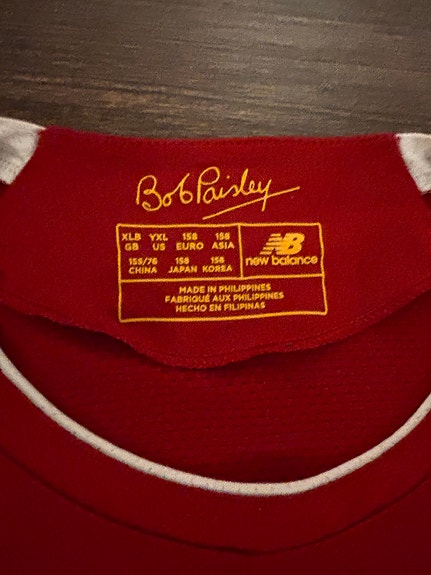 Bob Paisley
XLB YXL 158 158
GB US EURO ASIA
155/76 158 158
CHINA JAPAN KOREA
NB
new balance
MADE IN PHILIPPINES
FABRIQUÉ AUX PHILIPPINES
HECHO EN FILIPINAS